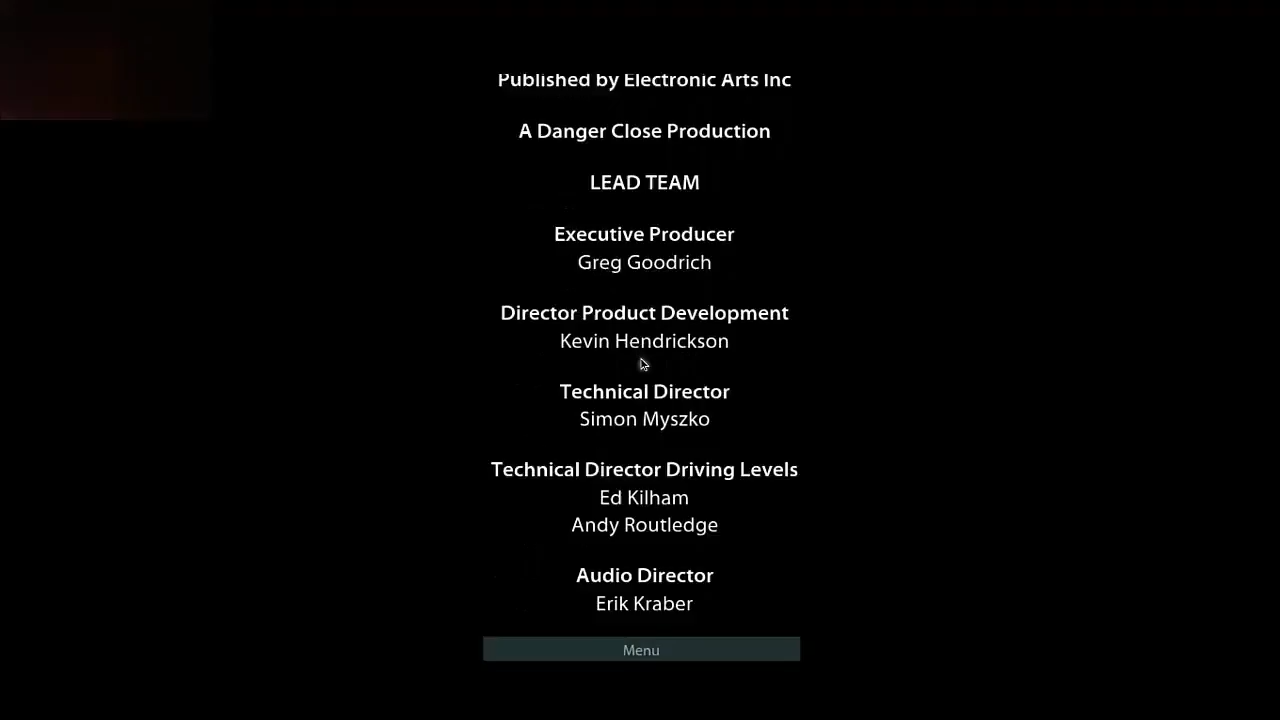 Published by Electronic Arts Inc
A Danger Close Production
LEAD TEAM
Executive Producer
Greg Goodrich
Director Product Development
Kevin Hendrickson
Technical Director
Simon Myszko
Technical Director Driving Levels
Ed Kilham
Andy Routledge
Audio Director
Erik Kraber
Menu